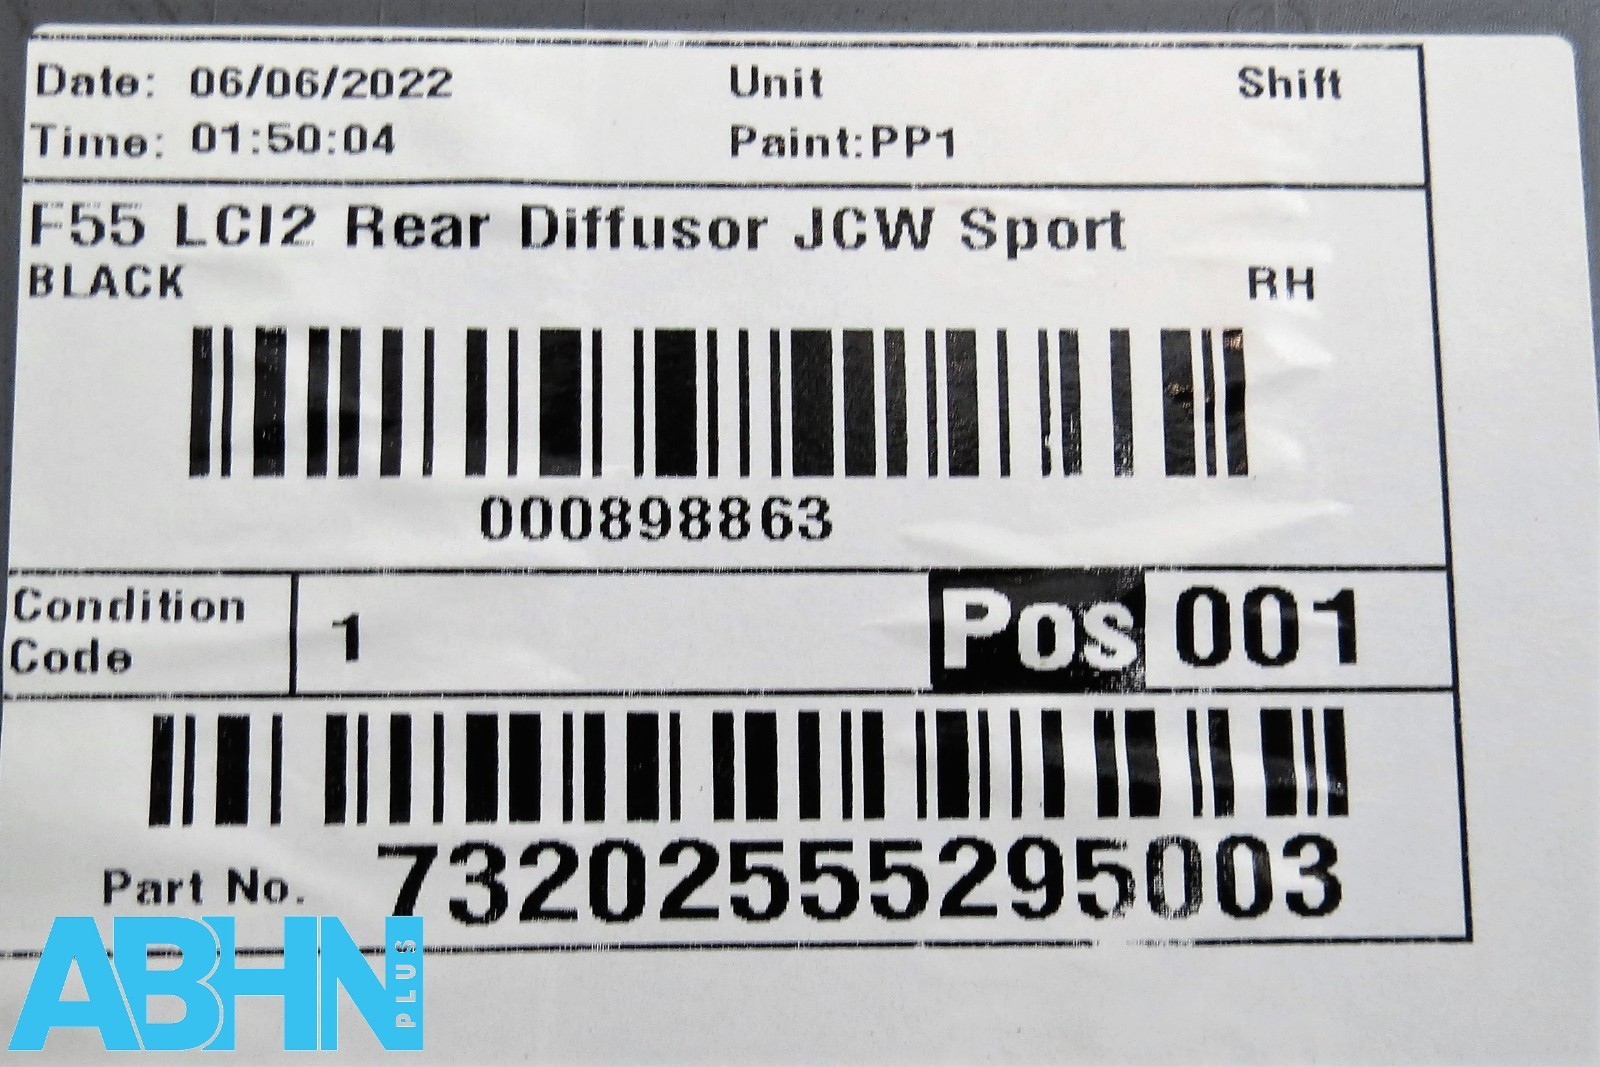 Date: 06/06/2022 Unit Shift
Time: 01:50:04 Paint:PP1
F55 LCI2 Rear Diffusor JCW Sport
BLACK RH
000898863
Condition Code 1 Pos 001
Part No. 73202555295003
ABHN PLUS